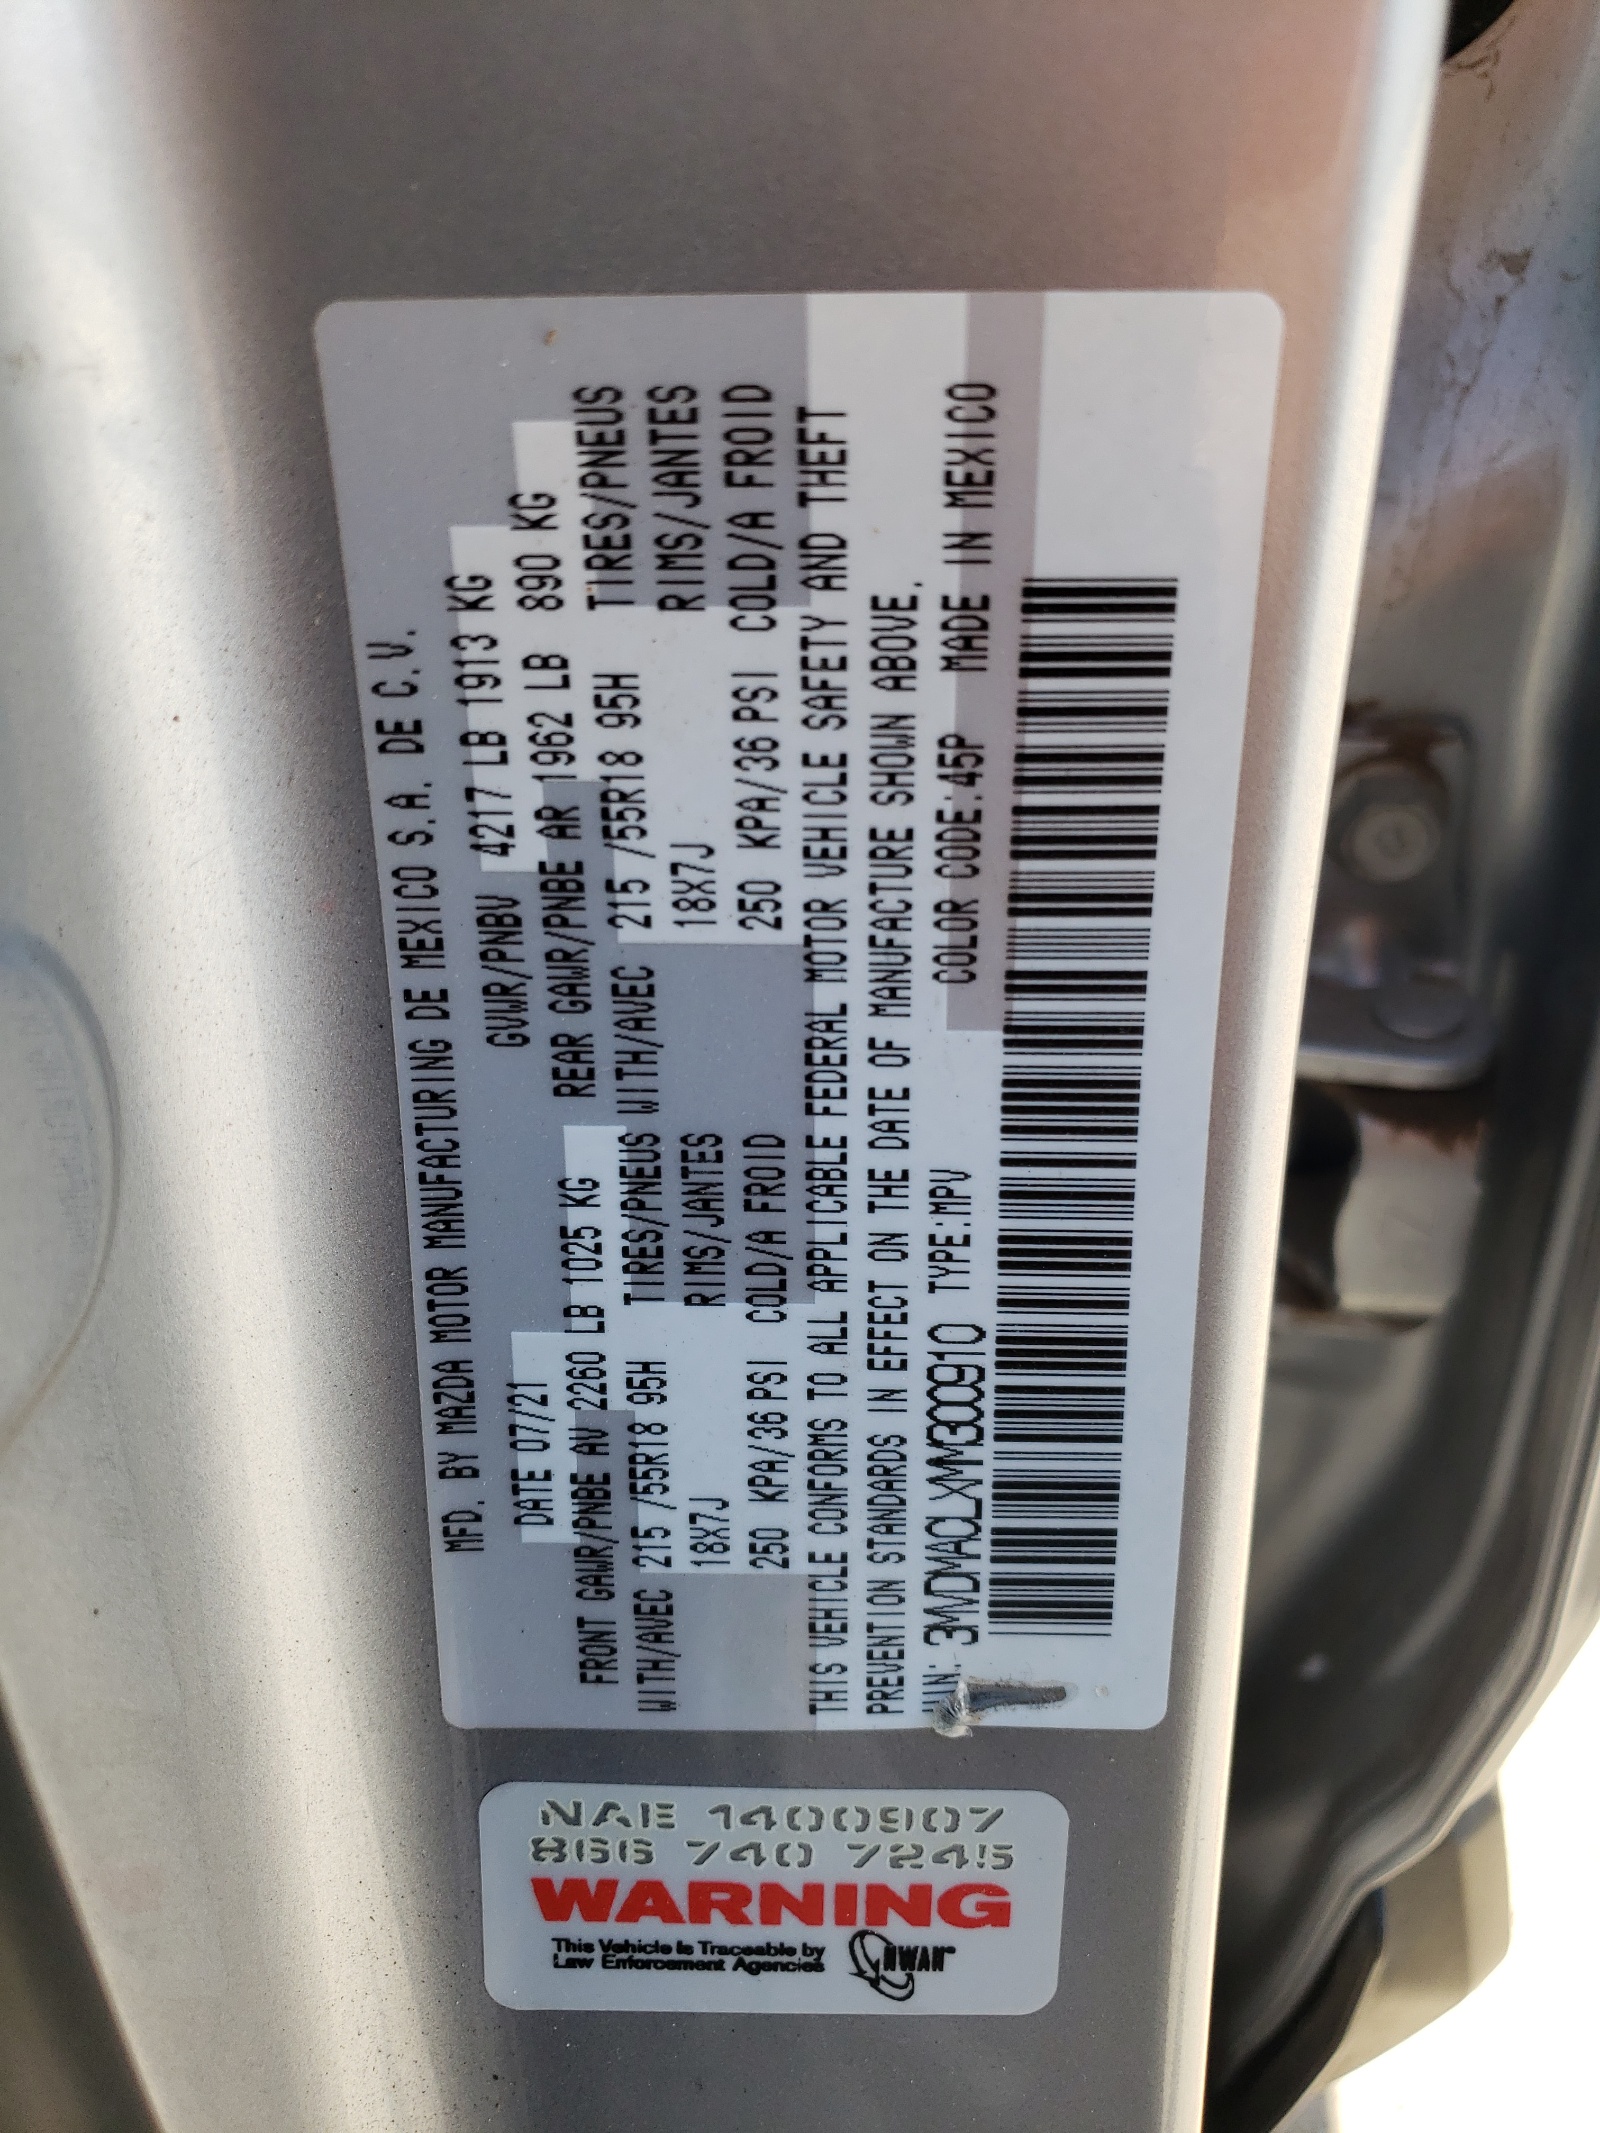 MFD. BY MAZDA MOTOR MANUFACTURING DE MEXICO S.A. DE C.V.
DATE 07/21 GVWR/PNBV 4217 LB 1913 KG
FRONT GAWR/PNBE AV 2260 LB 1025 KG REAR GAWR/PNBE AR 1962 LB 890 KG
WITH/AVEC 215 /55R18 95H TIRES/PNEUS WITH/AVEC 215 /55R18 95H TIRES/PNEUS
18X7J RIMS/JANTES 18X7J RIMS/JANTES
250 KPA/36 PSI COLD/A FROID 250 KPA/36 PSI COLD/A FROID
THIS VEHICLE CONFORMS TO ALL APPLICABLE FEDERAL MOTOR VEHICLE SAFETY AND THEFT
PREVENTION STANDARDS IN EFFECT ON THE DATE OF MANUFACTURE SHOWN ABOVE.
VIN: 3MVDMACLXMM300910 TYPE:MPV COLOR CODE:45P MADE IN MEXICO
NAE 1400907
866 740 7245
WARNING
This Vehicle Is Traceable by
Law Enforcement Agencies
NWAN